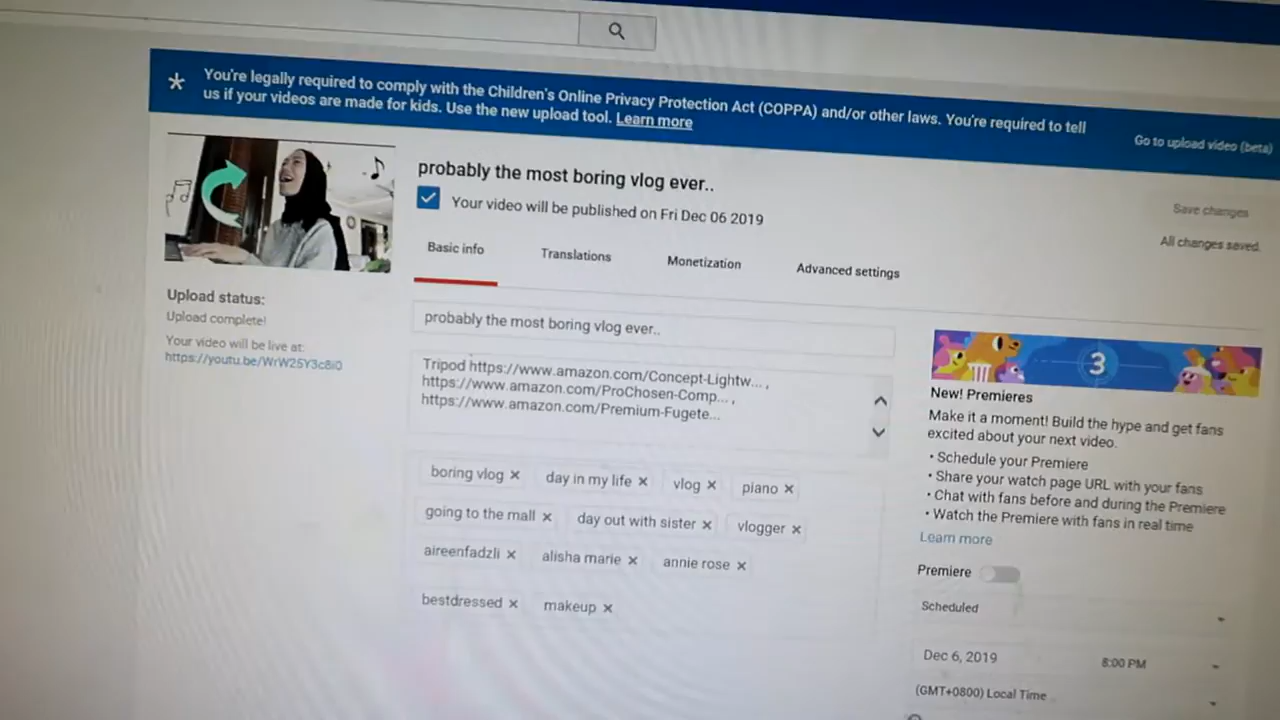 You're legally required to comply with the Children's Online Privacy Protection Act (COPPA) and/or other laws. You're required to tell
us if your videos are made for kids. Use the new upload tool. Learn more
Go to upload video (beta)
probably the most boring vlog ever..
Your video will be published on Fri Dec 06 2019
Save changes
All changes saved.
Basic info
Translations
Monetization
Advanced settings
Upload status:
Upload complete!
Your video will be live at:
https://youtu.be/WrW25Y3c8i0
probably the most boring vlog ever..
Tripod https://www.amazon.com/Concept-Lightw... ,
https://www.amazon.com/ProChosen-Comp... ,
https://www.amazon.com/Premium-Fugete...
boring vlog × day in my life × vlog × piano ×
going to the mall × day out with sister × vlogger ×
aireenfadzli × alisha marie × annie rose ×
bestdressed × makeup ×
3
New! Premieres
Make it a moment! Build the hype and get fans
excited about your next video.
• Schedule your Premiere
• Share your watch page URL with your fans
• Chat with fans before and during the Premiere
• Watch the Premiere with fans in real time
Learn more
Premiere
Scheduled
Dec 6, 2019 8:00 PM
(GMT+0800) Local Time